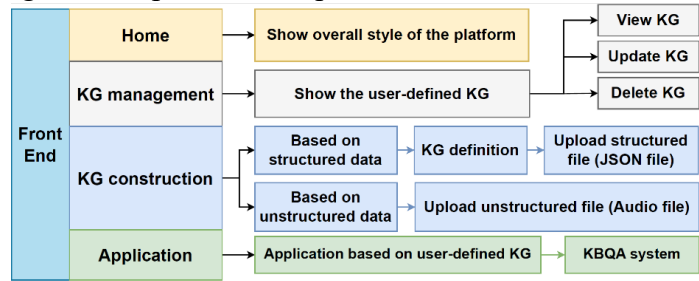 Front
End
Home
Show overall style of the platform
KG management
Show the user-defined KG
View KG
Update KG
Delete KG
KG construction
Based on
structured data
KG definition
Upload structured
file (JSON file)
Based on
unstructured data
Upload unstructured file (Audio file)
Application
Application based on user-defined KG
KBQA system